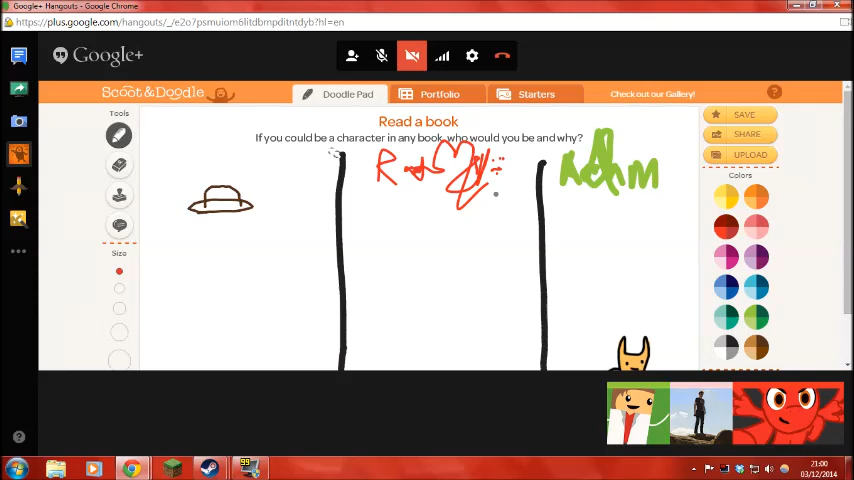 Google+ Hangouts - Google Chrome
https://plus.google.com/hangouts/_/e2o7psmuiom6litdbmpditntdyb?hl=en
Google+
Scoot & Doodle
Doodle Pad
Portfolio
Starters
Check out our Gallery!
?
Tools
Read a book
If you could be a character in any book, who would you be and why?
SAVE
SHARE
UPLOAD
Colors
Size
99
21:00
03/12/2014